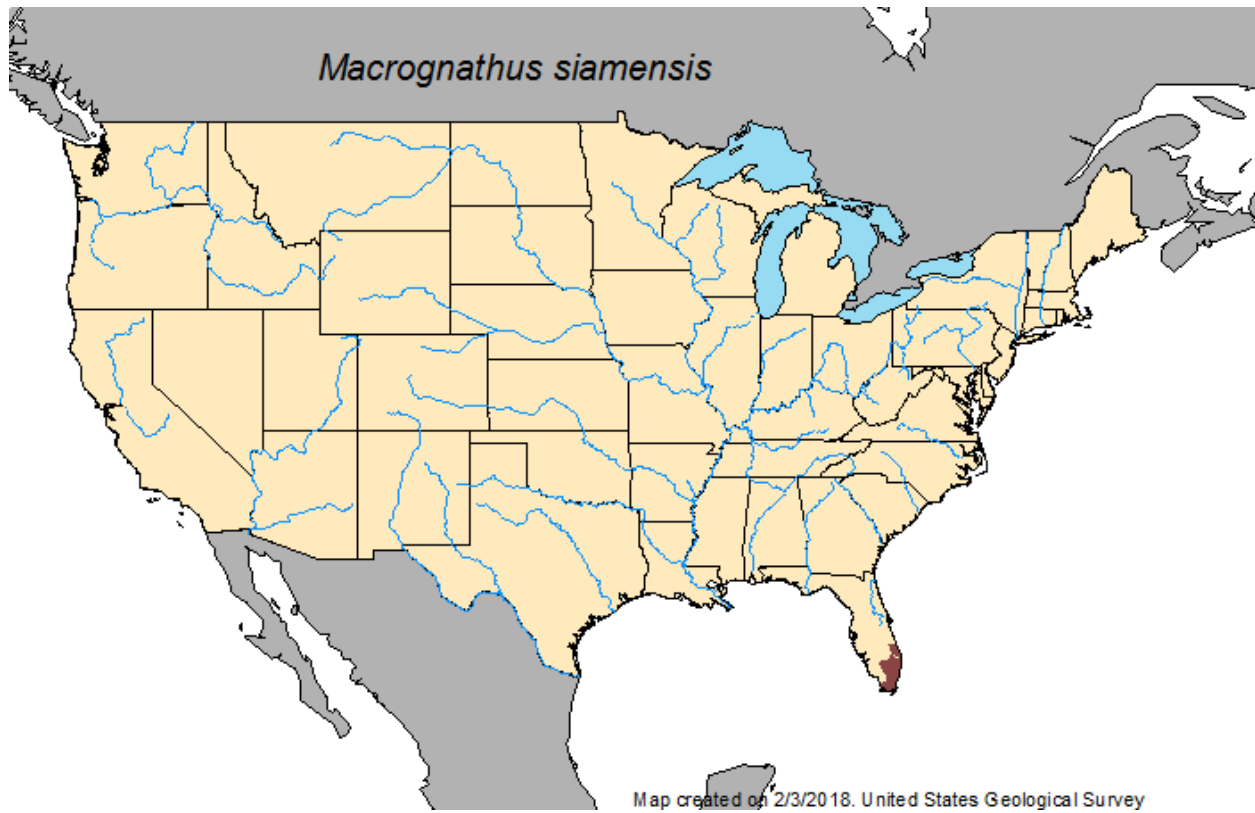 Macrognathus siamensis
Map created on 2/3/2018. United States Geological Survey